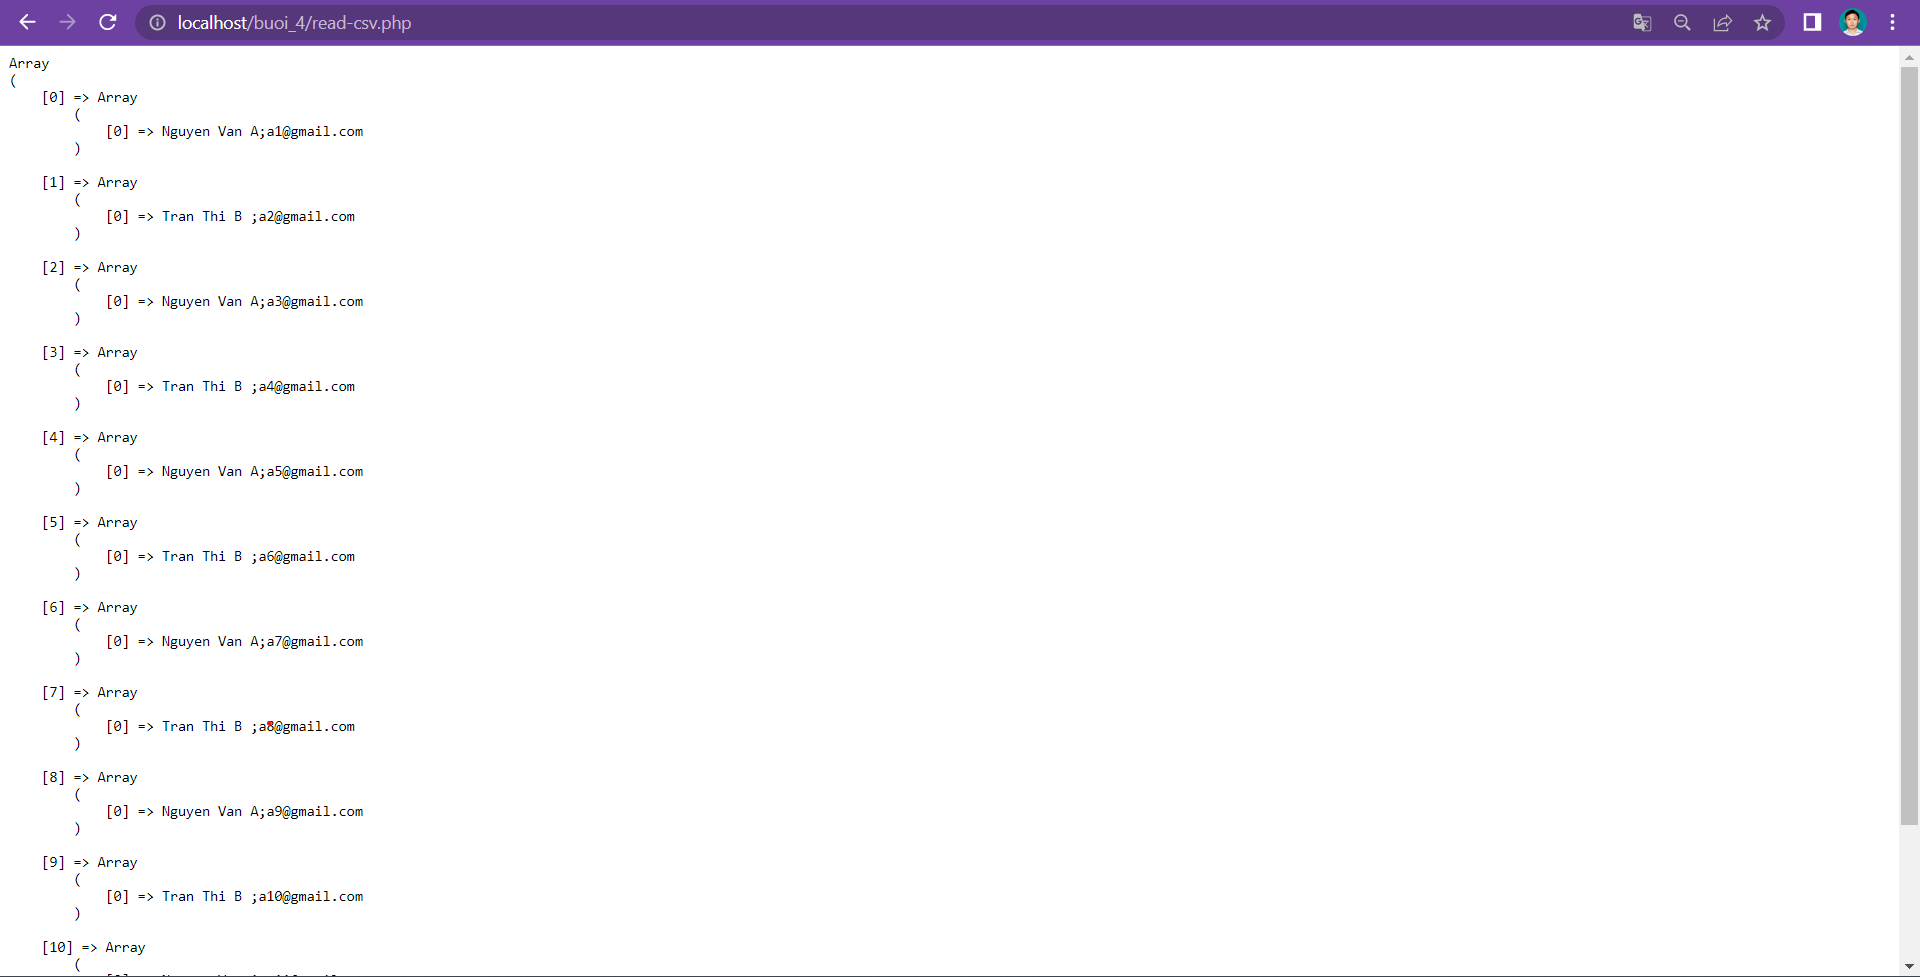 localhost/buoi_4/read-csv.php
Array
(
[0] => Array
(
[0] => Nguyen Van A;a1@gmail.com
)
[1] => Array
(
[0] => Tran Thi B ;a2@gmail.com
)
[2] => Array
(
[0] => Nguyen Van A;a3@gmail.com
)
[3] => Array
(
[0] => Tran Thi B ;a4@gmail.com
)
[4] => Array
(
[0] => Nguyen Van A;a5@gmail.com
)
[5] => Array
(
[0] => Tran Thi B ;a6@gmail.com
)
[6] => Array
(
[0] => Nguyen Van A;a7@gmail.com
)
[7] => Array
(
[0] => Tran Thi B ;a8@gmail.com
)
[8] => Array
(
[0] => Nguyen Van A;a9@gmail.com
)
[9] => Array
(
[0] => Tran Thi B ;a10@gmail.com
)
[10] => Array
(